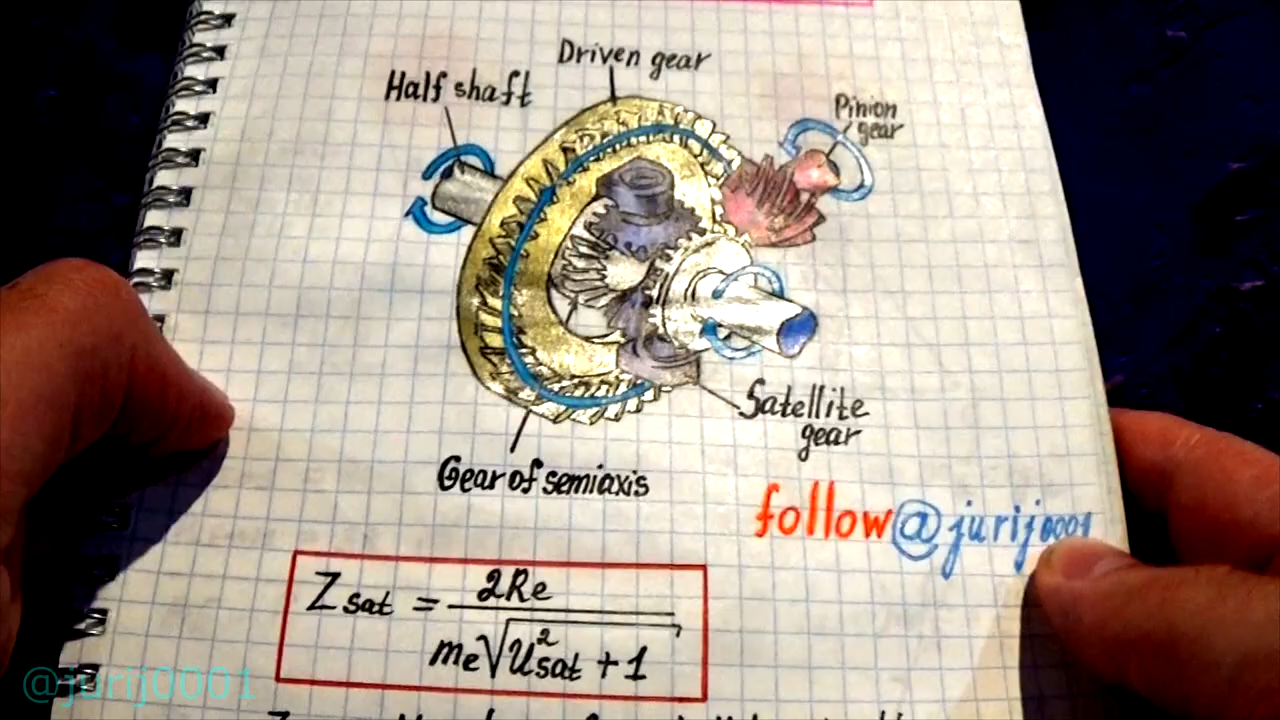 Driven gear
Half shaft
Pinion
gear
Satellite
gear
Gear of semiaxis
follow @jurij0001
Zsat = 2Re / me√(U²sat + 1)
@jurij0001